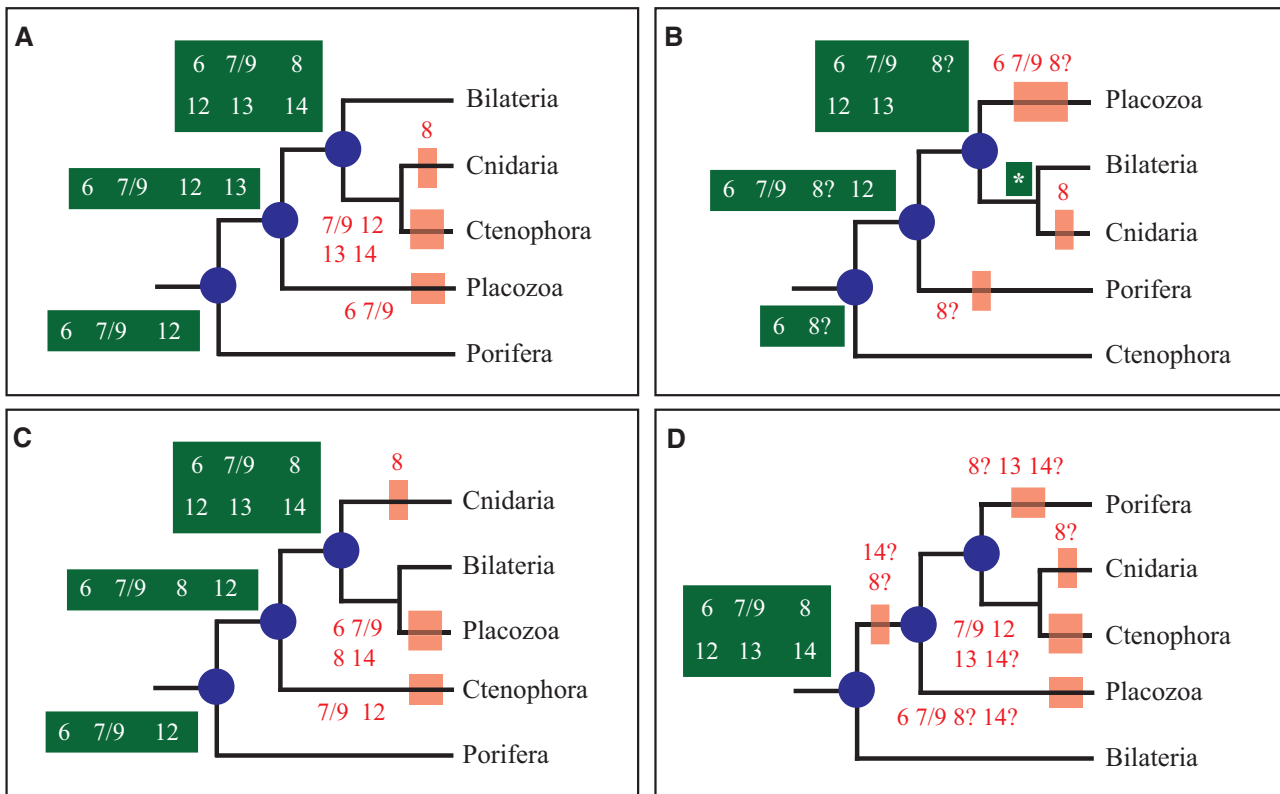 A
6 7/9 8
12 13 14
Bilateria
8
Cnidaria
6 7/9 12 13
7/9 12
13 14
Ctenophora
6 7/9
Placozoa
6 7/9 12
Porifera
B
6 7/9 8?
12 13
6 7/9 8?
Placozoa
*
Bilateria
8
Cnidaria
6 7/9 8? 12
8?
Porifera
6 8?
Ctenophora
C
6 7/9 8
12 13 14
8
Cnidaria
Bilateria
6 7/9 8 12
6 7/9
8 14
Placozoa
7/9 12
Ctenophora
6 7/9 12
Porifera
D
8? 13 14?
Porifera
14?
8?
8?
Cnidaria
6 7/9 8
12 13 14
7/9 12
13 14?
Ctenophora
6 7/9 8? 14?
Placozoa
Bilateria